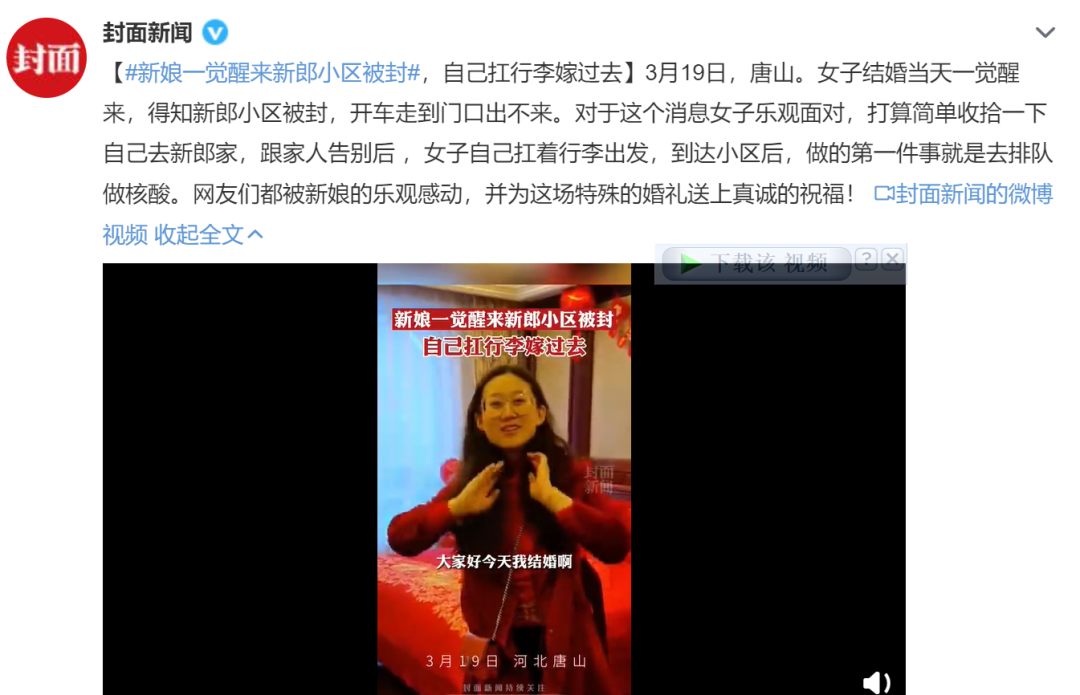 封面新闻
封面
【#新娘一觉醒来新郎小区被封#，自己扛行李嫁过去】3月19日，唐山。女子结婚当天一觉醒
来，得知新郎小区被封，开车走到门口出不来。对于这个消息女子乐观面对，打算简单收拾一下
自己去新郎家，跟家人告别后 ，女子自己扛着行李出发，到达小区后，做的第一件事就是去排队
做核酸。网友们都被新娘的乐观感动，并为这场特殊的婚礼送上真诚的祝福！ 封面新闻的微博
视频 收起全文
下载该 视频 ?
新娘一觉醒来新郎小区被封
自己扛行李嫁过去
封面
新闻
大家好今天我结婚啊
3月19日 河北唐山
封面新闻持续关注